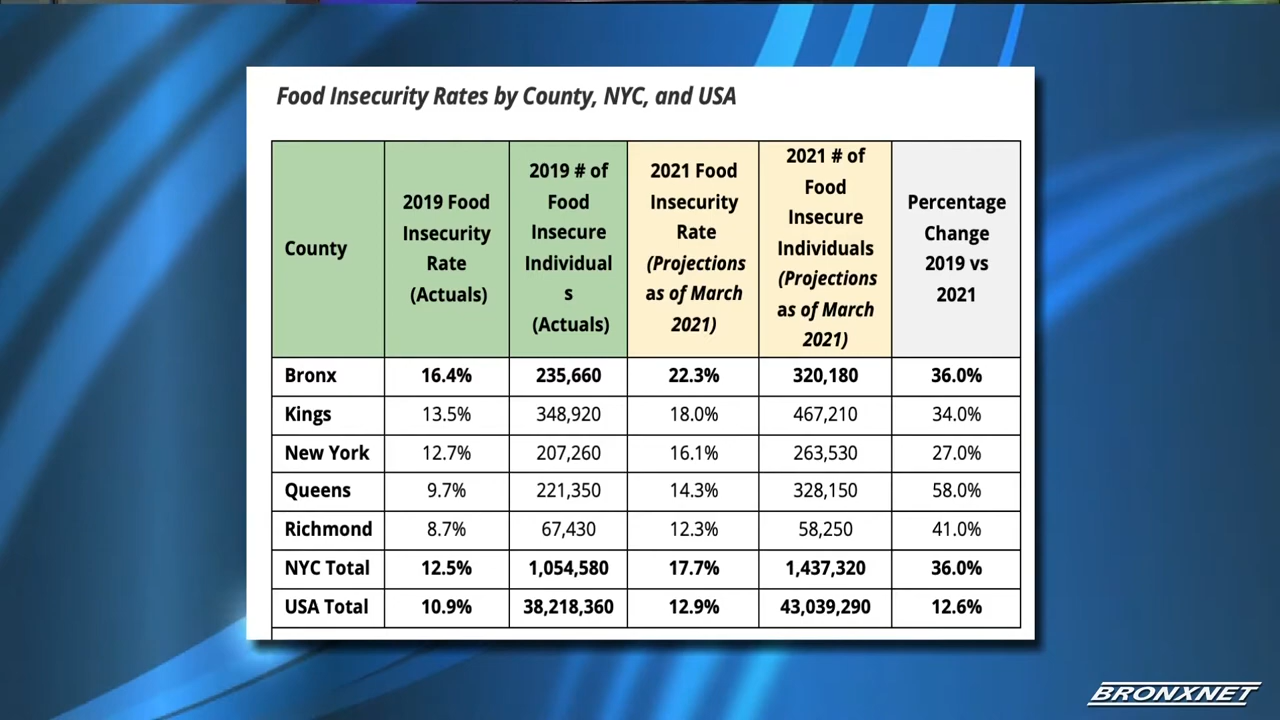 Food Insecurity Rates by County, NYC, and USA
County
2019 Food
Insecurity
Rate
(Actuals)
2019 # of
Food
Insecure
Individual
s
(Actuals)
2021 Food
Insecurity
Rate
(Projections
as of March
2021)
2021 # of
Food
Insecure
Individuals
(Projections
as of March
2021)
Percentage
Change
2019 vs
2021
Bronx 16.4% 235,660 22.3% 320,180 36.0%
Kings 13.5% 348,920 18.0% 467,210 34.0%
New York 12.7% 207,260 16.1% 263,530 27.0%
Queens 9.7% 221,350 14.3% 328,150 58.0%
Richmond 8.7% 67,430 12.3% 58,250 41.0%
NYC Total 12.5% 1,054,580 17.7% 1,437,320 36.0%
USA Total 10.9% 38,218,360 12.9% 43,039,290 12.6%
BRONXNET